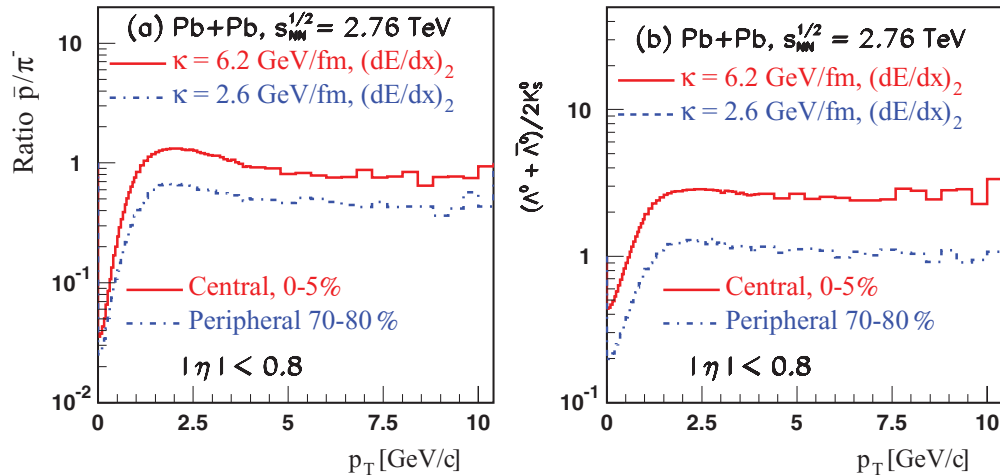 (a) Pb+Pb, s_NN^1/2 = 2.76 TeV
κ = 6.2 GeV/fm, (dE/dx)₂
κ = 2.6 GeV/fm, (dE/dx)₂
Ratio p̄/π⁻
10
1
10⁻¹
10⁻²
Central, 0-5%
Peripheral 70-80 %
| η | < 0.8
0
2.5
5
7.5
10
p_T [GeV/c]
(b) Pb+Pb, s_NN^1/2 = 2.76 TeV
κ = 6.2 GeV/fm, (dE/dx)₂
κ = 2.6 GeV/fm, (dE/dx)₂
(Λ⁰ + Λ̄⁰)/2K_s⁰
10
1
10⁻¹
Central, 0-5%
Peripheral 70-80 %
| η | < 0.8
0
2.5
5
7.5
10
p_T [GeV/c]